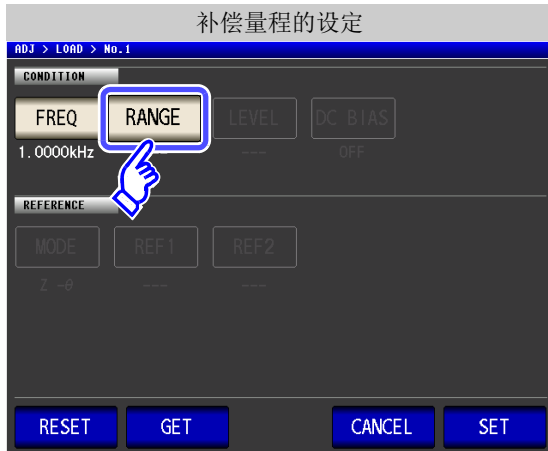 补偿量程的设定
ADJ > LOAD > No.1
CONDITION
FREQ RANGE LEVEL DC BIAS
1.0000kHz --- OFF
REFERENCE
MODE REF1 REF2
Z -θ --- ---
RESET GET CANCEL SET